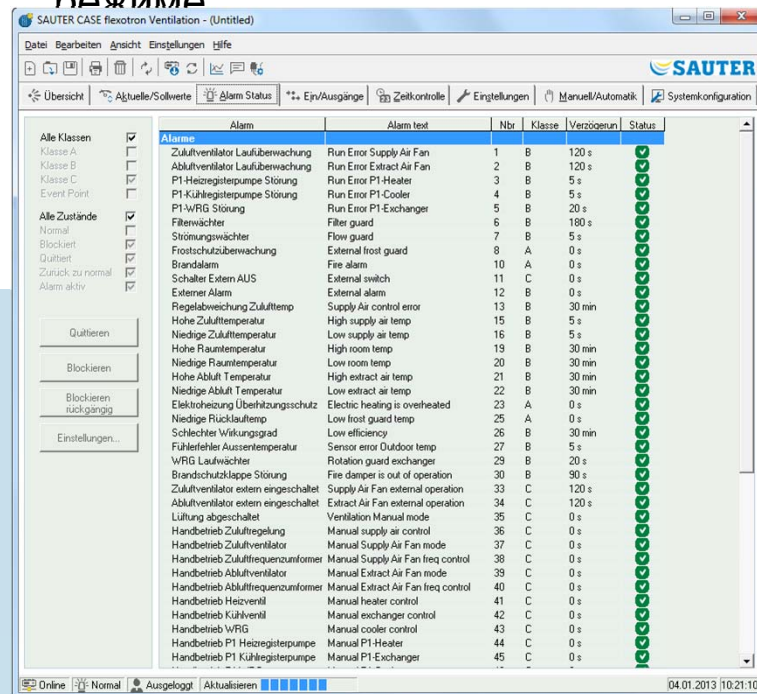 SAUTER CASE flexotron Ventilation - (Untitled)
Datei Bearbeiten Ansicht Einstellungen Hilfe
SAUTER
Übersicht Aktuelle/Sollwerte Alarm Status Ein/Ausgänge Zeitkontrolle Einstellungen Manuell/Automatik Systemkonfiguration
Alle Klassen
Klasse A
Klasse B
Klasse C
Event Point
Alle Zustände
Normal
Blockiert
Quittiert
Zurück zu normal
Alarm aktiv
Quittieren
Blockieren
Blockieren
rückgängig
Einstellungen...
Alarm Alarm text Nbr Klasse Verzögerun Status
Alarme
Zuluftventilator Laufüberwachung Run Error Supply Air Fan 1 B 120 s
Abluftventilator Laufüberwachung Run Error Extract Air Fan 2 B 120 s
P1-Heizregisterpumpe Störung Run Error P1-Heater 3 B 5 s
P1-Kühlregisterpumpe Störung Run Error P1-Cooler 4 B 5 s
P1-WRG Störung Run Error P1-Exchanger 5 B 20 s
Filterwächter Filter guard 6 B 180 s
Strömungswächter Flow guard 7 B 5 s
Frostschutzüberwachung External frost guard 8 A 0 s
Brandalarm Fire alarm 10 A 0 s
Schalter Extern AUS External switch 11 C 0 s
Externer Alarm External alarm 12 B 0 s
Regelabweichung Zulufttemp Supply Air control error 13 B 30 min
Hohe Zulufttemperatur High supply air temp 15 B 5 s
Niedrige Zulufttemperatur Low supply air temp 16 B 5 s
Hohe Raumtemperatur High room temp 19 B 30 min
Niedrige Raumtemperatur Low room temp 20 B 30 min
Hohe Abluft Temperatur High extract air temp 21 B 30 min
Niedrige Abluft Temperatur Low extract air temp 22 B 30 min
Elektroheizung Überhitzungsschutz Electric heating is overheated 23 A 0 s
Niedrige Rücklauftemp Low frost guard temp 25 A 0 s
Schlechter Wirkungsgrad Low efficiency 26 B 30 min
Fühlerfehler Aussentemperatur Sensor error Outdoor temp 27 B 5 s
WRG Laufwächter Rotation guard exchanger 29 B 20 s
Brandschutzklappe Störung Fire damper is out of operation 30 B 90 s
Zuluftventilator extern eingeschaltet Supply Air Fan external operation 33 C 120 s
Abluftventilator extern eingeschaltet Extract Air Fan external operation 34 C 120 s
Lüftung abgeschaltet Ventilation Manual mode 35 C 0 s
Handbetrieb Zuluftregelung Manual supply air control 36 C 0 s
Handbetrieb Zuluftventilator Manual Supply Air Fan mode 37 C 0 s
Handbetrieb Zuluftfrequenzumformer Manual Supply Air Fan freq control 38 C 0 s
Handbetrieb Abluftventilator Manual Extract Air Fan mode 39 C 0 s
Handbetrieb Abluftfrequenzumformer Manual Extract Air Fan freq control 40 C 0 s
Handbetrieb Heizventil Manual heater control 41 C 0 s
Handbetrieb Kühlventil Manual exchanger control 42 C 0 s
Handbetrieb WRG Manual cooler control 43 C 0 s
Handbetrieb P1 Heizregisterpumpe Manual P1-Heater 44 C 0 s
Handbetrieb P1 Kühlregisterpumpe Manual P1-Exchanger 45 C 0 s
Online Normal Ausgeloggt Aktualisieren 04.01.2013 10:21:10